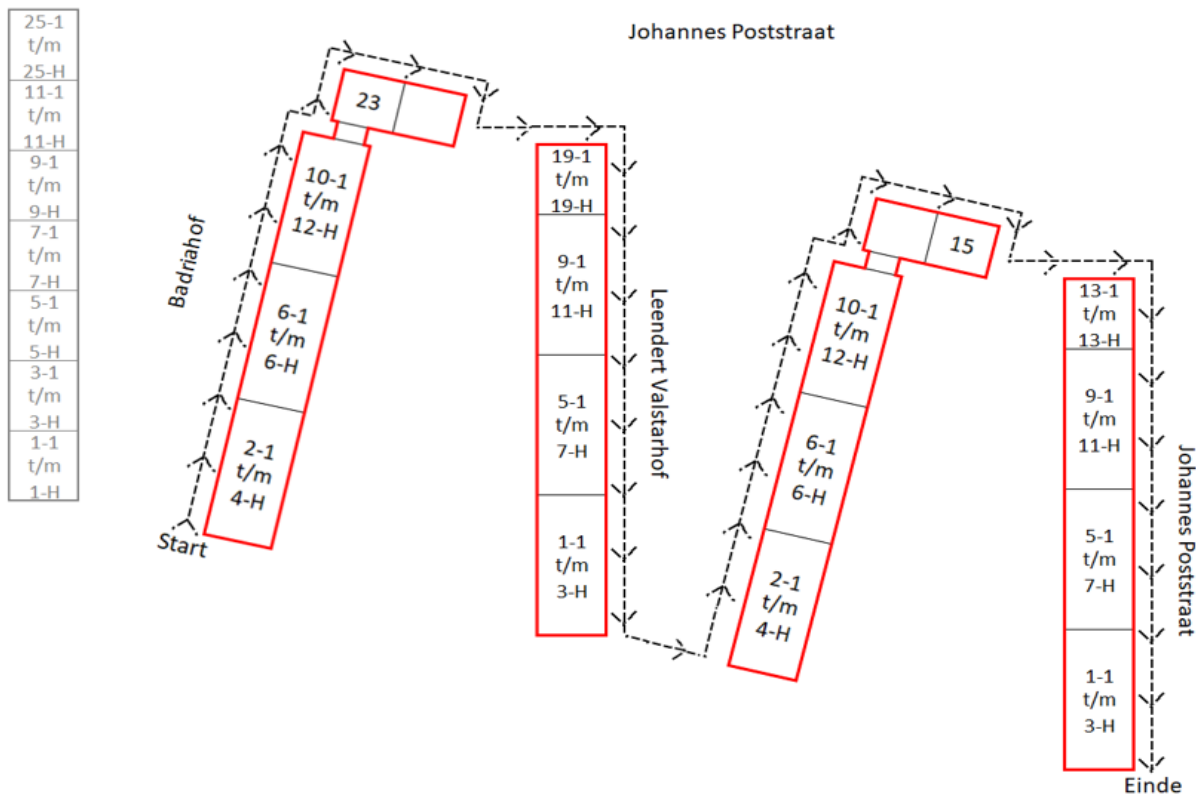 25-1
t/m
25-H
11-1
t/m
11-H
9-1
t/m
9-H
7-1
t/m
7-H
5-1
t/m
5-H
3-1
t/m
3-H
1-1
t/m
1-H
Johannes Poststraat
23
10-1
t/m
12-H
6-1
t/m
6-H
2-1
t/m
4-H
Badriahof
Start
19-1
t/m
19-H
9-1
t/m
11-H
5-1
t/m
7-H
1-1
t/m
3-H
Leendert Valstarhof
15
10-1
t/m
12-H
6-1
t/m
6-H
2-1
t/m
4-H
13-1
t/m
13-H
9-1
t/m
11-H
5-1
t/m
7-H
1-1
t/m
3-H
Johannes Poststraat
Einde